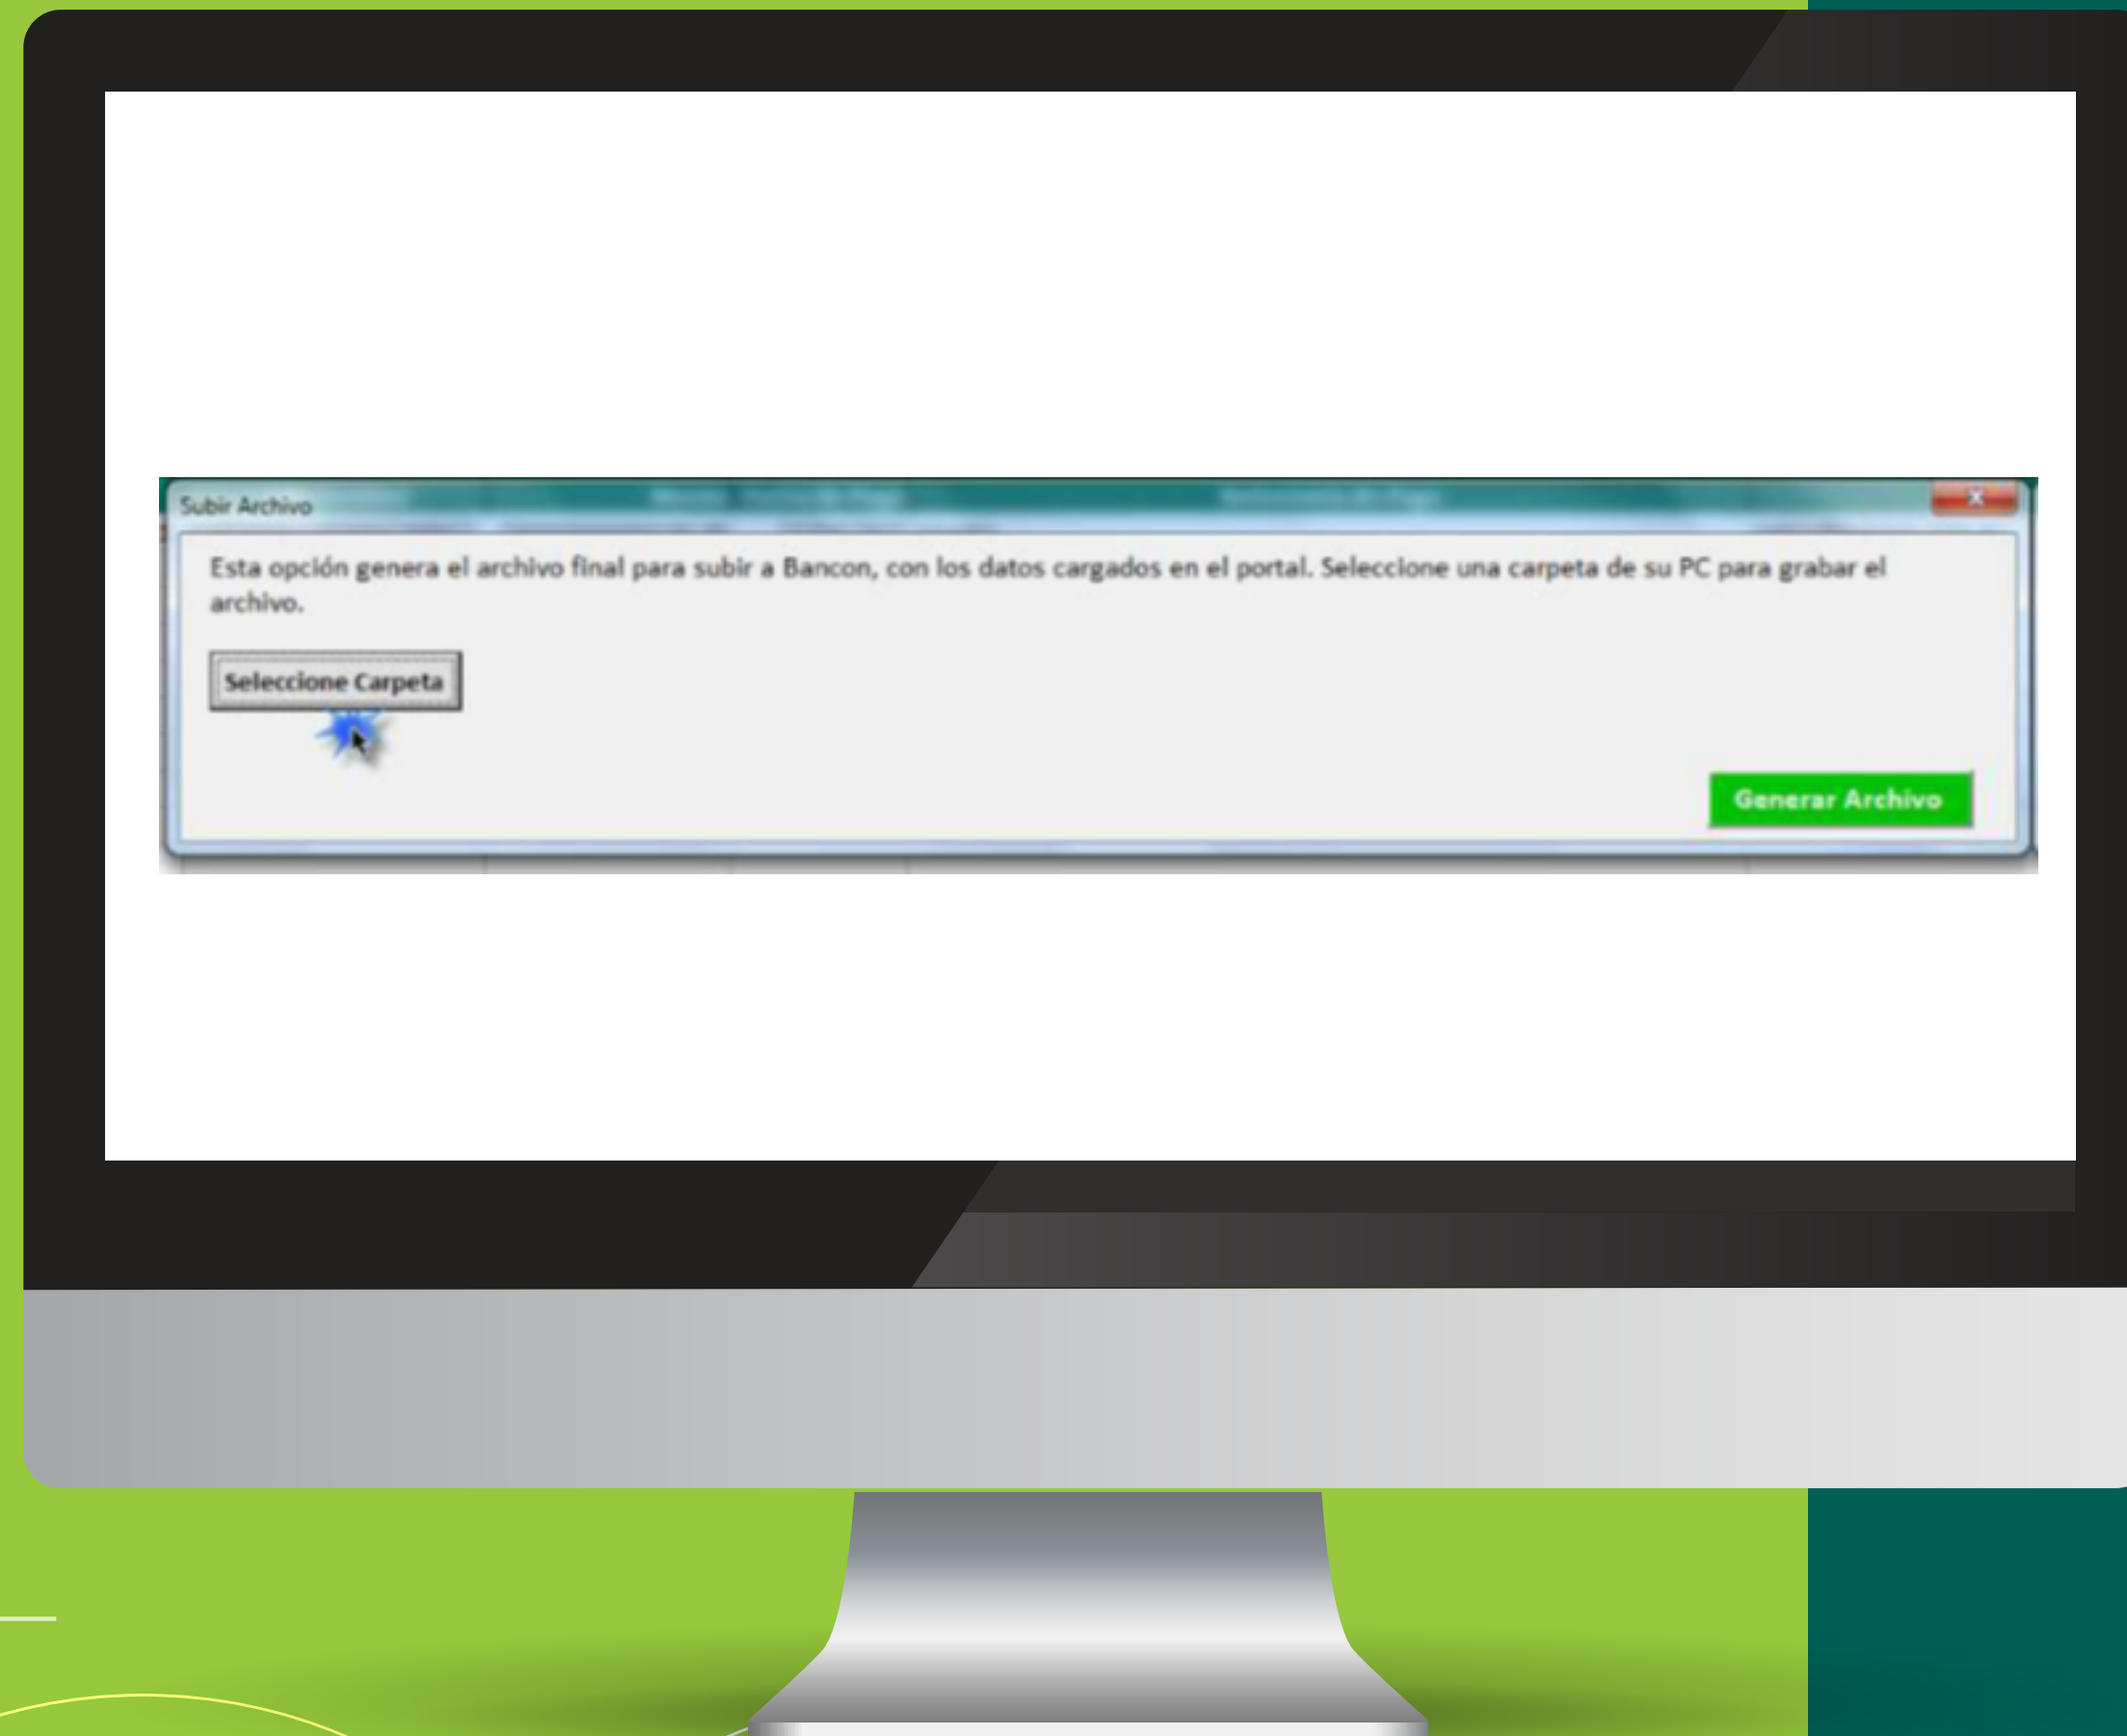 Subir Archivo
Esta opción genera el archivo final para subir a Bancon, con los datos cargados en el portal. Seleccione una carpeta de su PC para grabar el
archivo.
Seleccione Carpeta
Generar Archivo